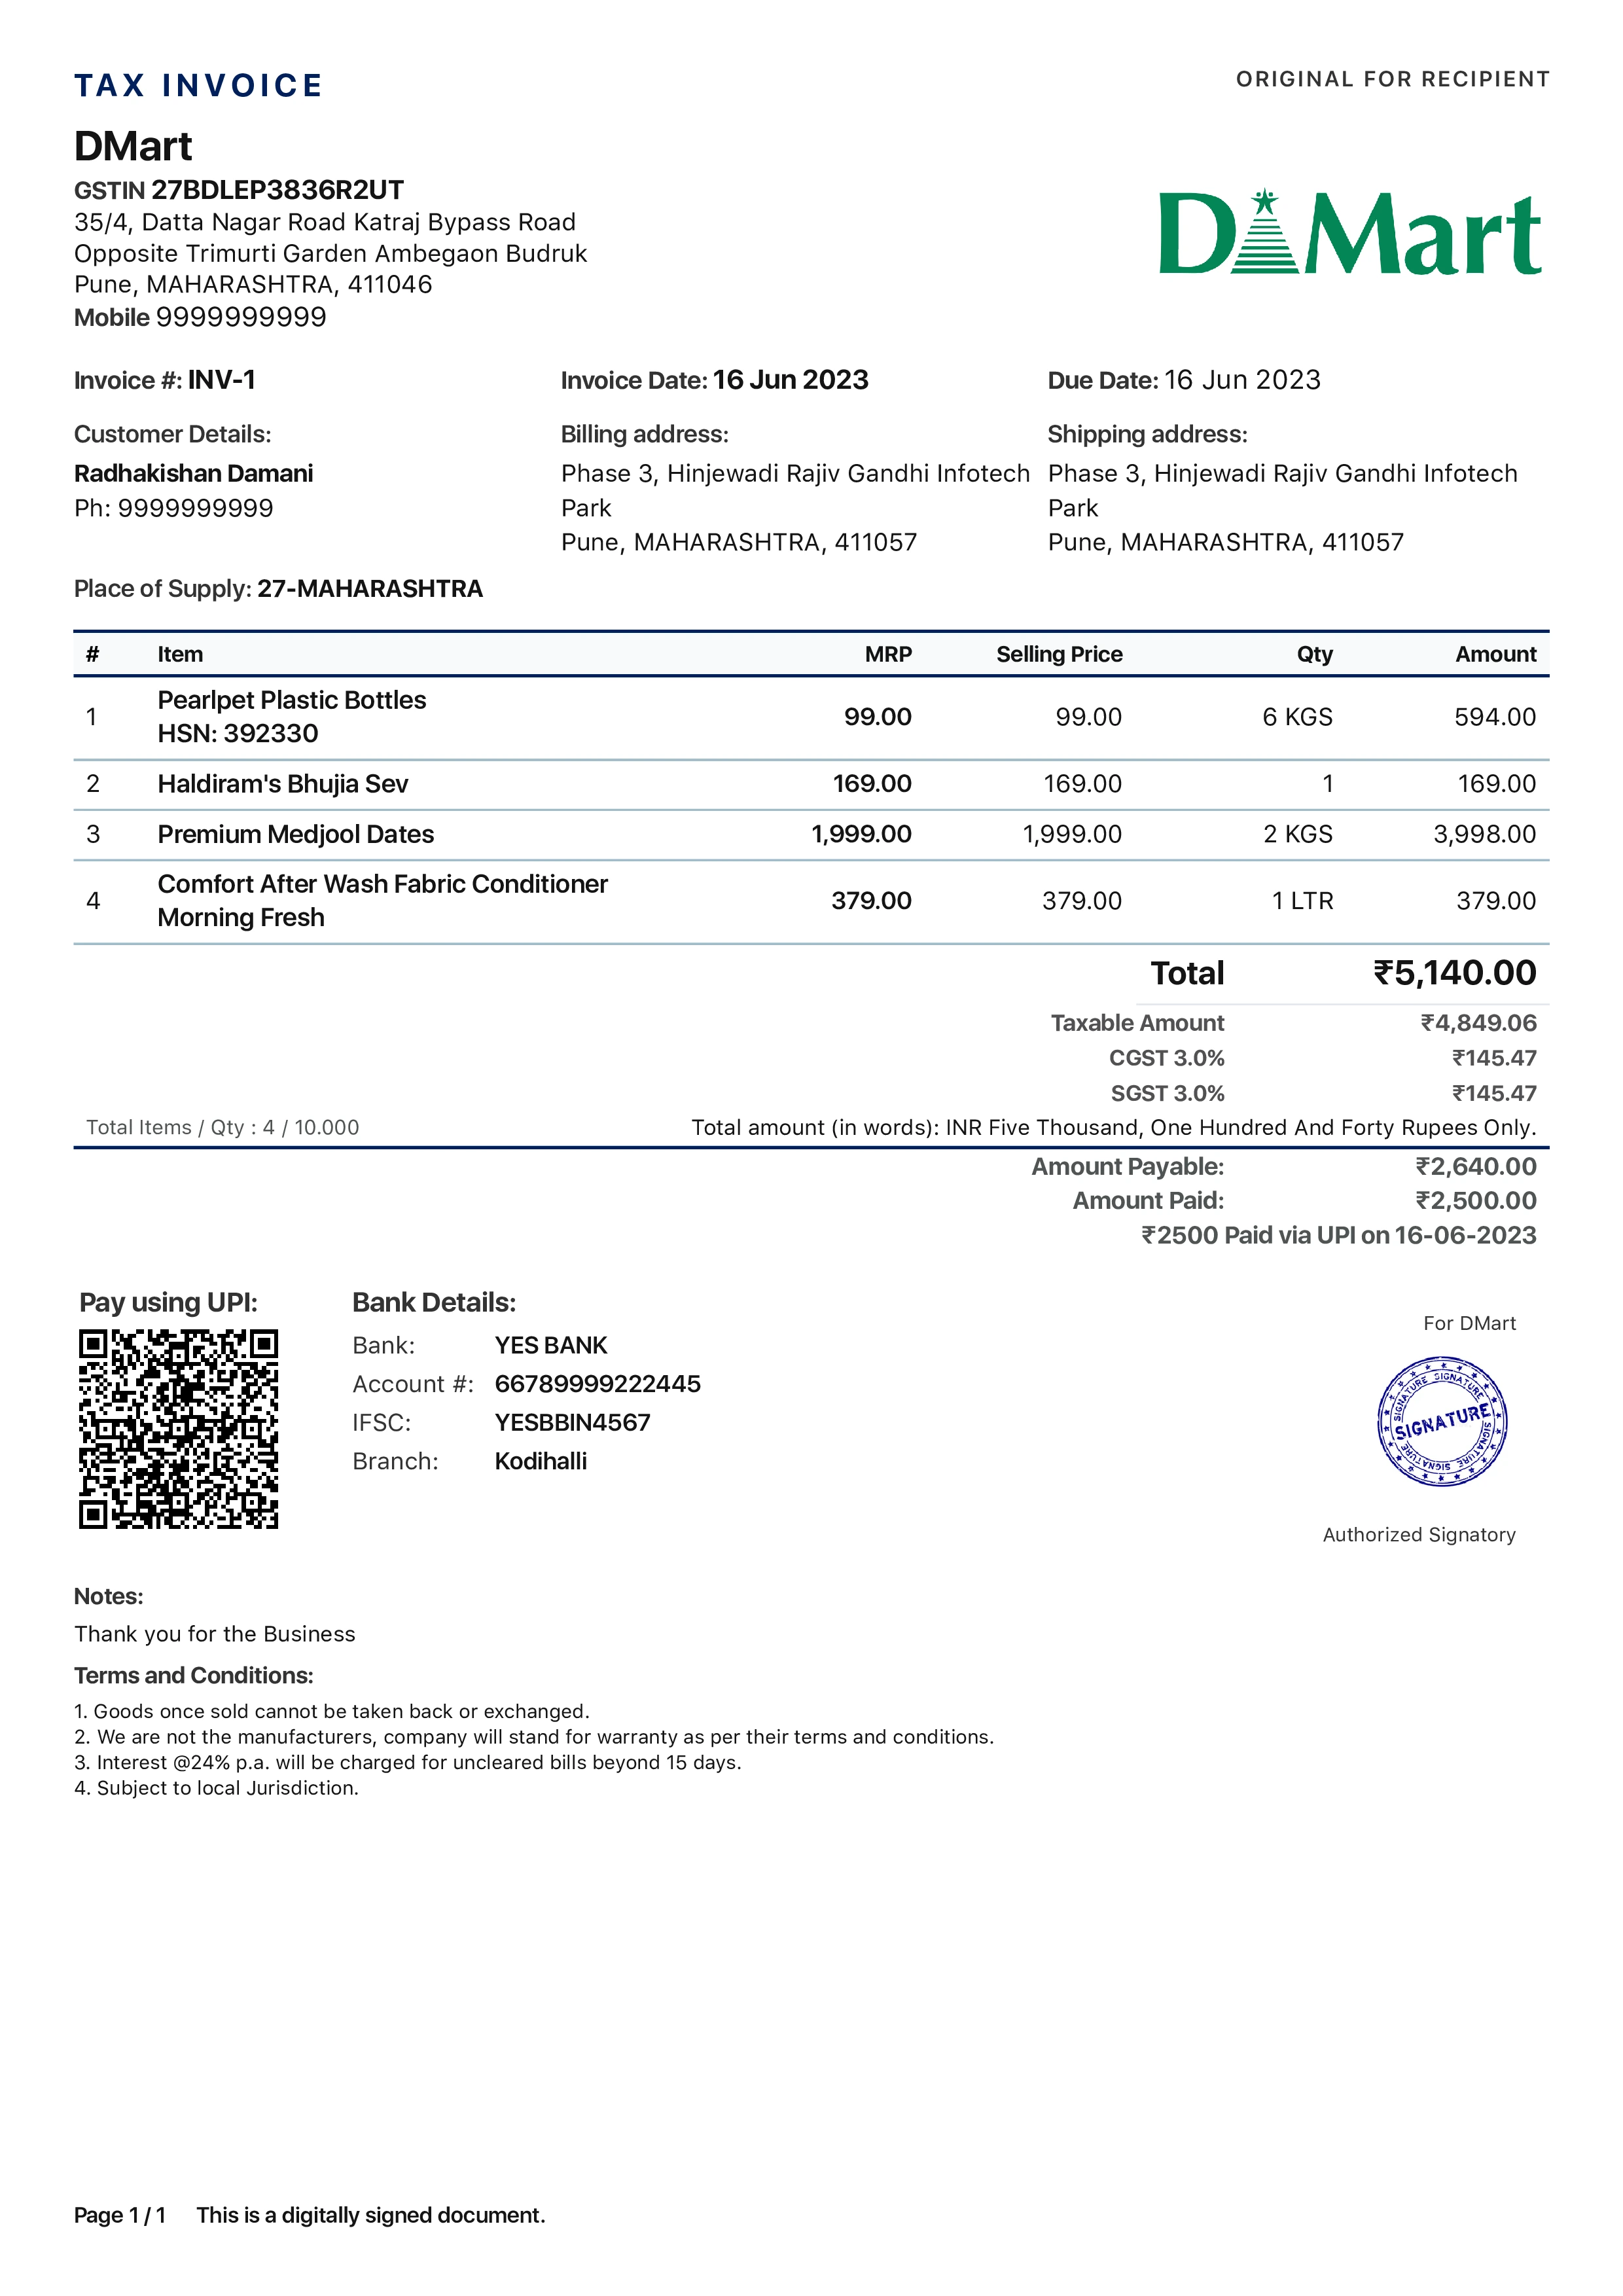 TAX INVOICE
ORIGINAL FOR RECIPIENT
DMart
GSTIN 27BDLEP3836R2UT
35/4, Datta Nagar Road Katraj Bypass Road
Opposite Trimurti Garden Ambegaon Budruk
Pune, MAHARASHTRA, 411046
Mobile 9999999999
DMart
Invoice #: INV-1 Invoice Date: 16 Jun 2023 Due Date: 16 Jun 2023
Customer Details:
Radhakishan Damani
Ph: 9999999999
Billing address:
Phase 3, Hinjewadi Rajiv Gandhi Infotech
Park
Pune, MAHARASHTRA, 411057
Shipping address:
Phase 3, Hinjewadi Rajiv Gandhi Infotech
Park
Pune, MAHARASHTRA, 411057
Place of Supply: 27-MAHARASHTRA
# Item MRP Selling Price Qty Amount
1 Pearlpet Plastic Bottles 99.00 99.00 6 KGS 594.00
HSN: 392330
2 Haldiram's Bhujia Sev 169.00 169.00 1 169.00
3 Premium Medjool Dates 1,999.00 1,999.00 2 KGS 3,998.00
4 Comfort After Wash Fabric Conditioner 379.00 379.00 1 LTR 379.00
Morning Fresh
Total ₹5,140.00
Taxable Amount ₹4,849.06
CGST 3.0% ₹145.47
SGST 3.0% ₹145.47
Total Items / Qty : 4 / 10.000 Total amount (in words): INR Five Thousand, One Hundred And Forty Rupees Only.
Amount Payable: ₹2,640.00
Amount Paid: ₹2,500.00
₹2500 Paid via UPI on 16-06-2023
Pay using UPI:
Bank Details:
Bank: YES BANK
Account #: 66789999222445
IFSC: YESBBIN4567
Branch: Kodihalli
For DMart
SIGNATURE SIGNATURE SIGNATURE SIGNATURE SIGNATURE
SIGNATURE
Authorized Signatory
Notes:
Thank you for the Business
Terms and Conditions:
1. Goods once sold cannot be taken back or exchanged.
2. We are not the manufacturers, company will stand for warranty as per their terms and conditions.
3. Interest @24% p.a. will be charged for uncleared bills beyond 15 days.
4. Subject to local Jurisdiction.
Page 1 / 1 This is a digitally signed document.